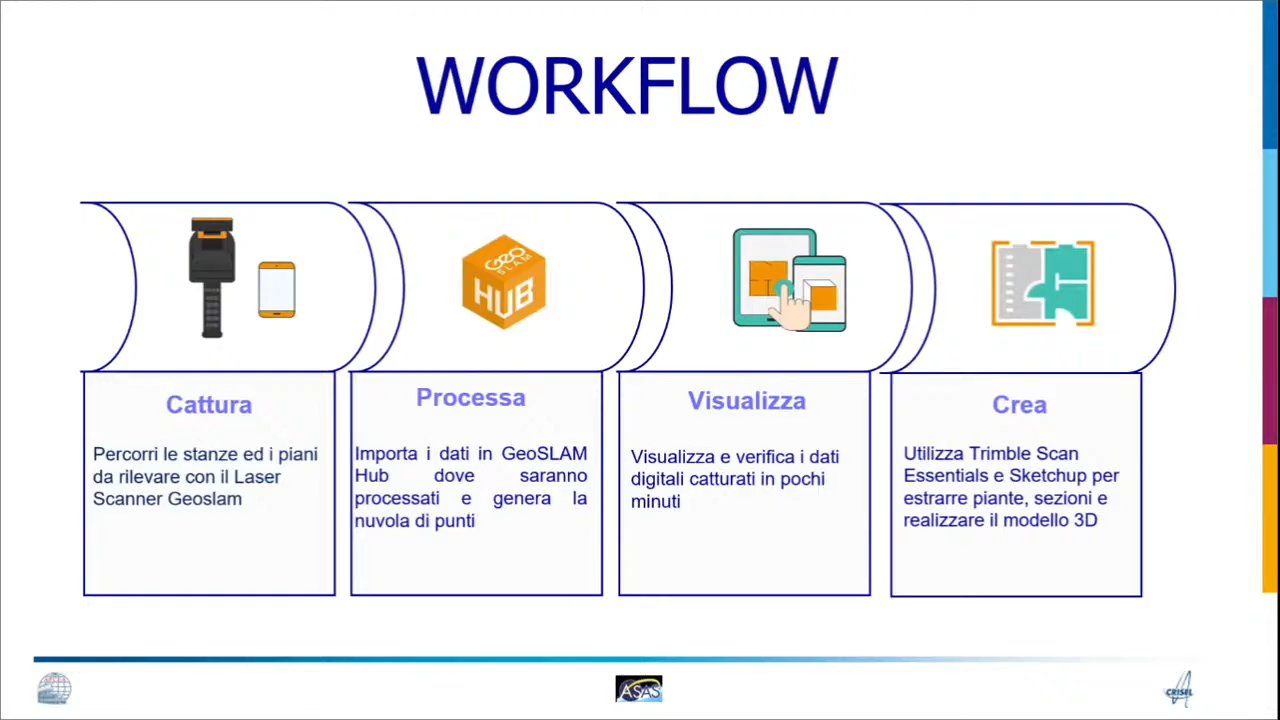 WORKFLOW
GEO
SLAM
HUB
Cattura
Percorri le stanze ed i piani
da rilevare con il Laser
Scanner Geoslam
Processa
Importa i dati in GeoSLAM
Hub dove saranno
processati e genera la
nuvola di punti
Visualizza
Visualizza e verifica i dati
digitali catturati in pochi
minuti
Crea
Utilizza Trimble Scan
Essentials e Sketchup per
estrarre piante, sezioni e
realizzare il modello 3D
ASAS
CRISEL